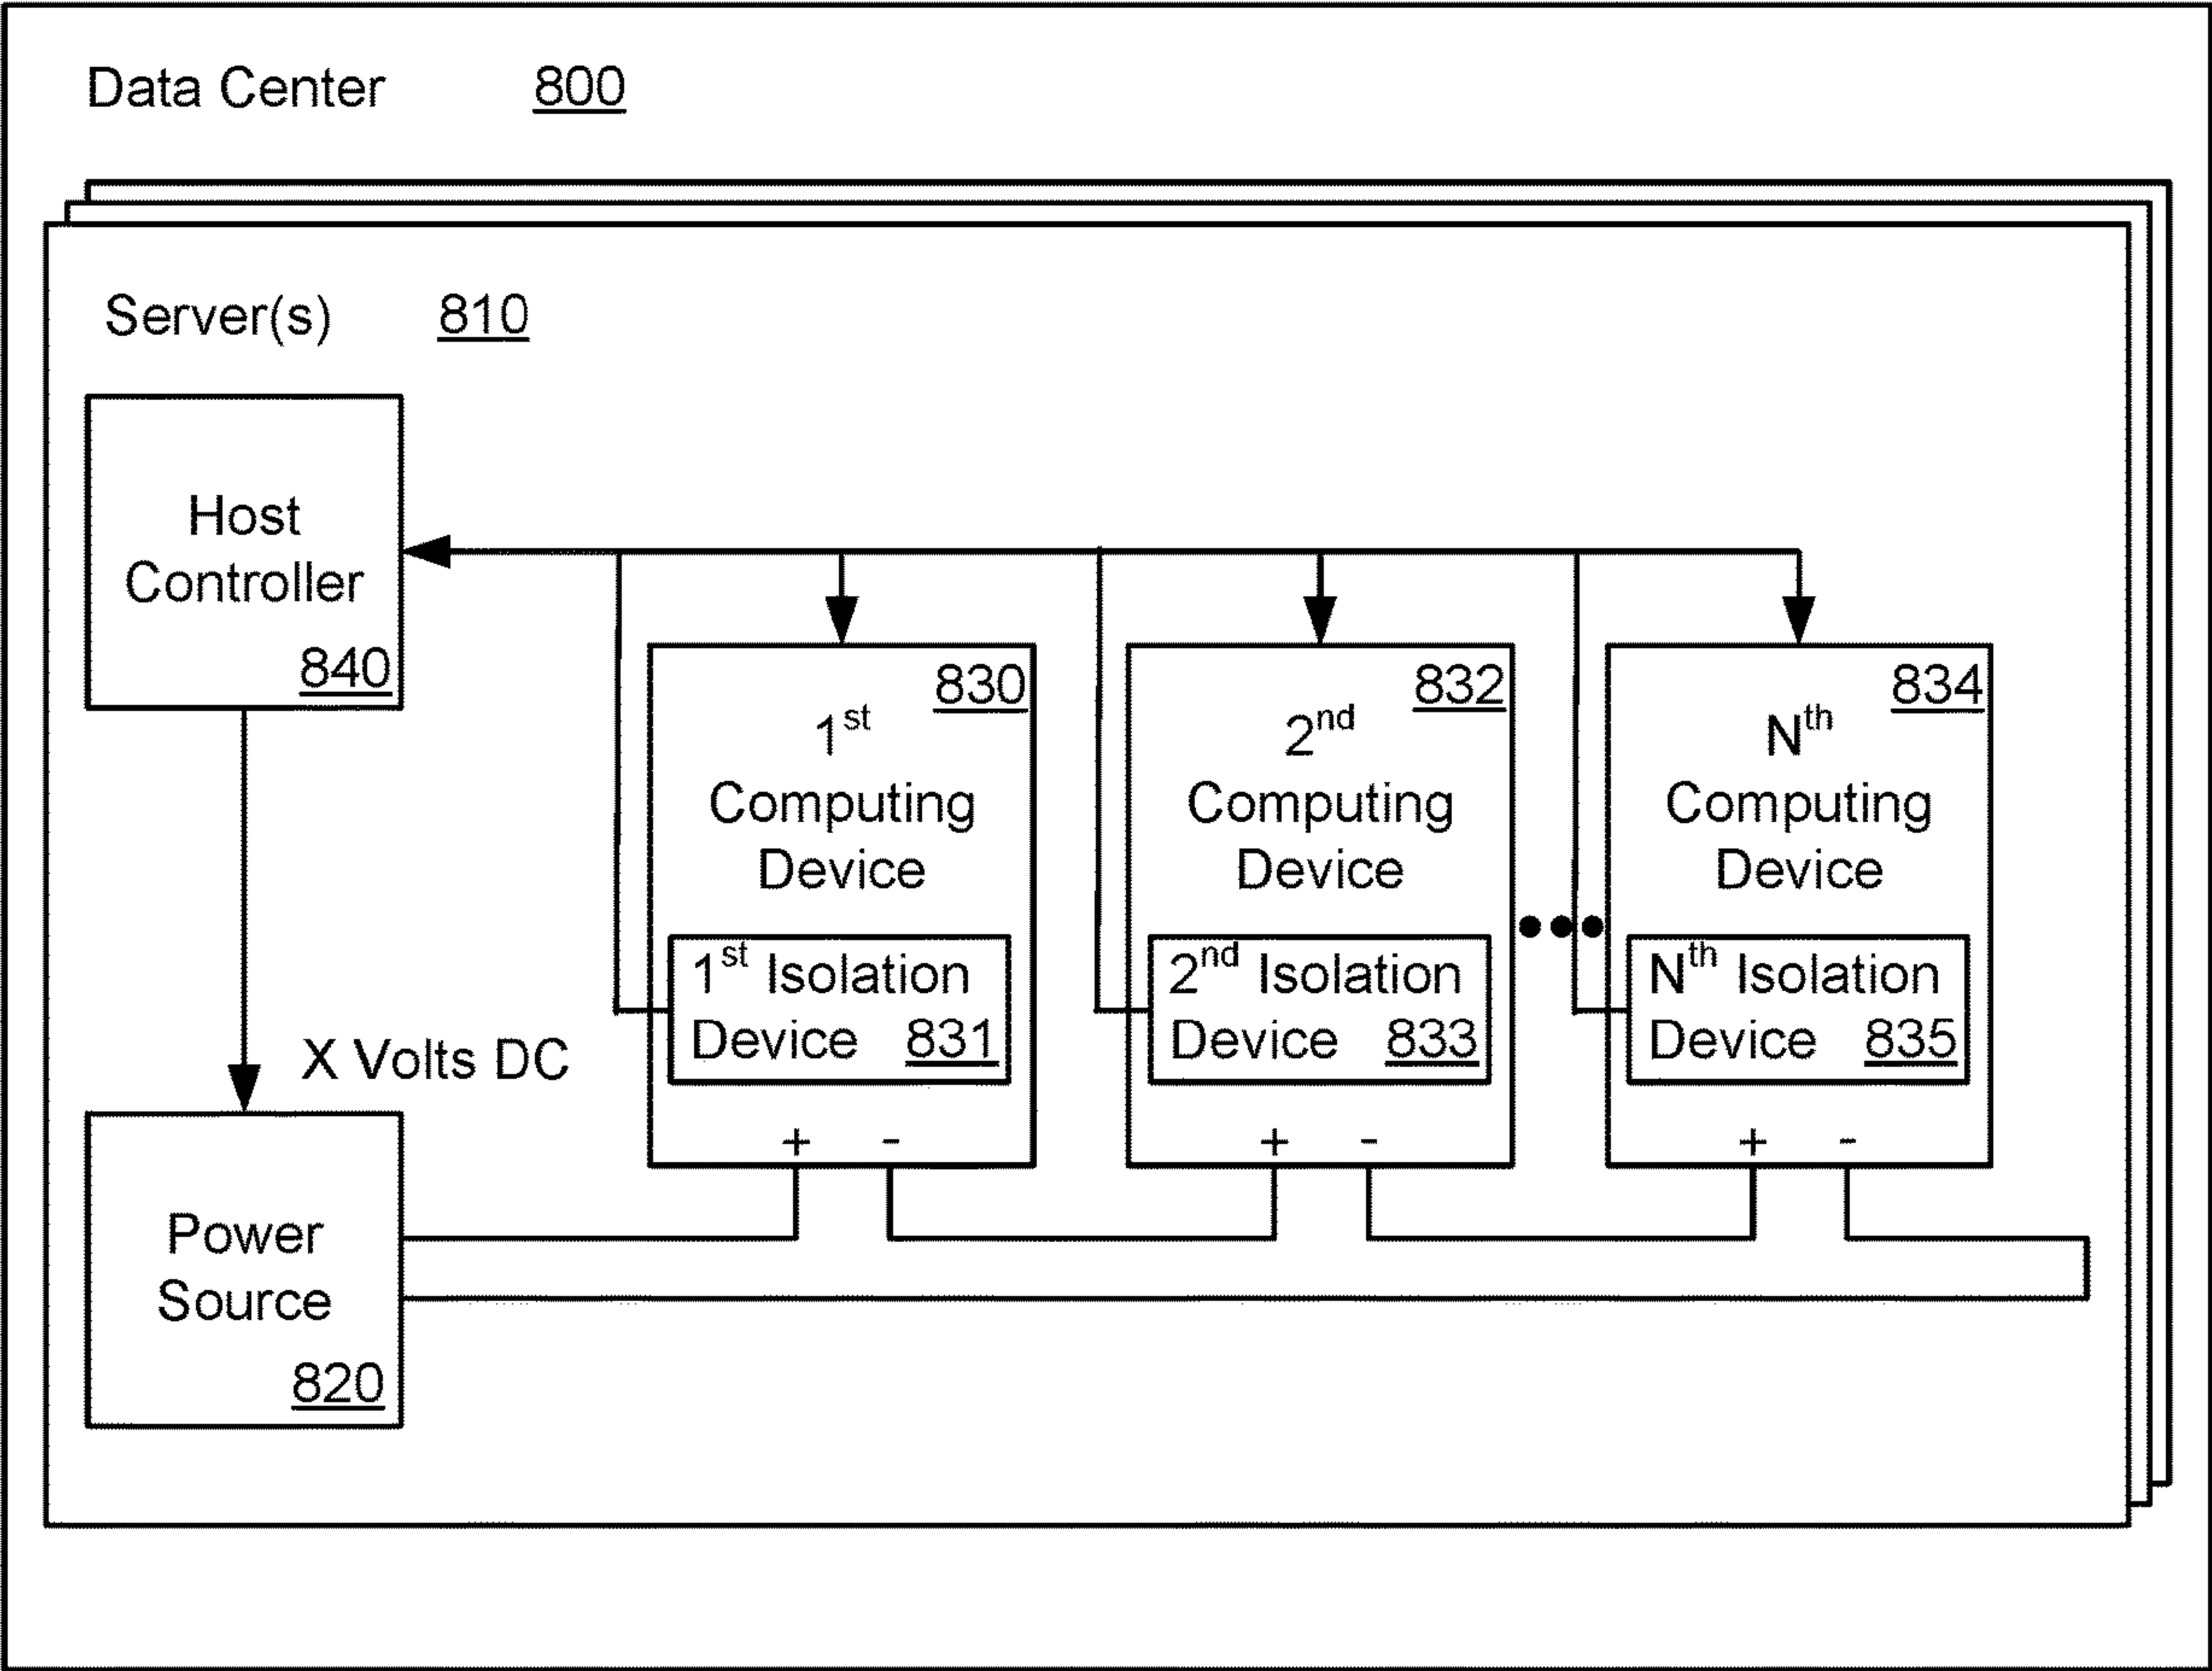 Data Center 800
Server(s) 810
Host
Controller
840
830
1st
Computing
Device
1st Isolation
Device 831
+ -
832
2nd
Computing
Device
2nd Isolation
Device 833
+ -
834
Nth
Computing
Device
Nth Isolation
Device 835
+ -
X Volts DC
Power
Source
820